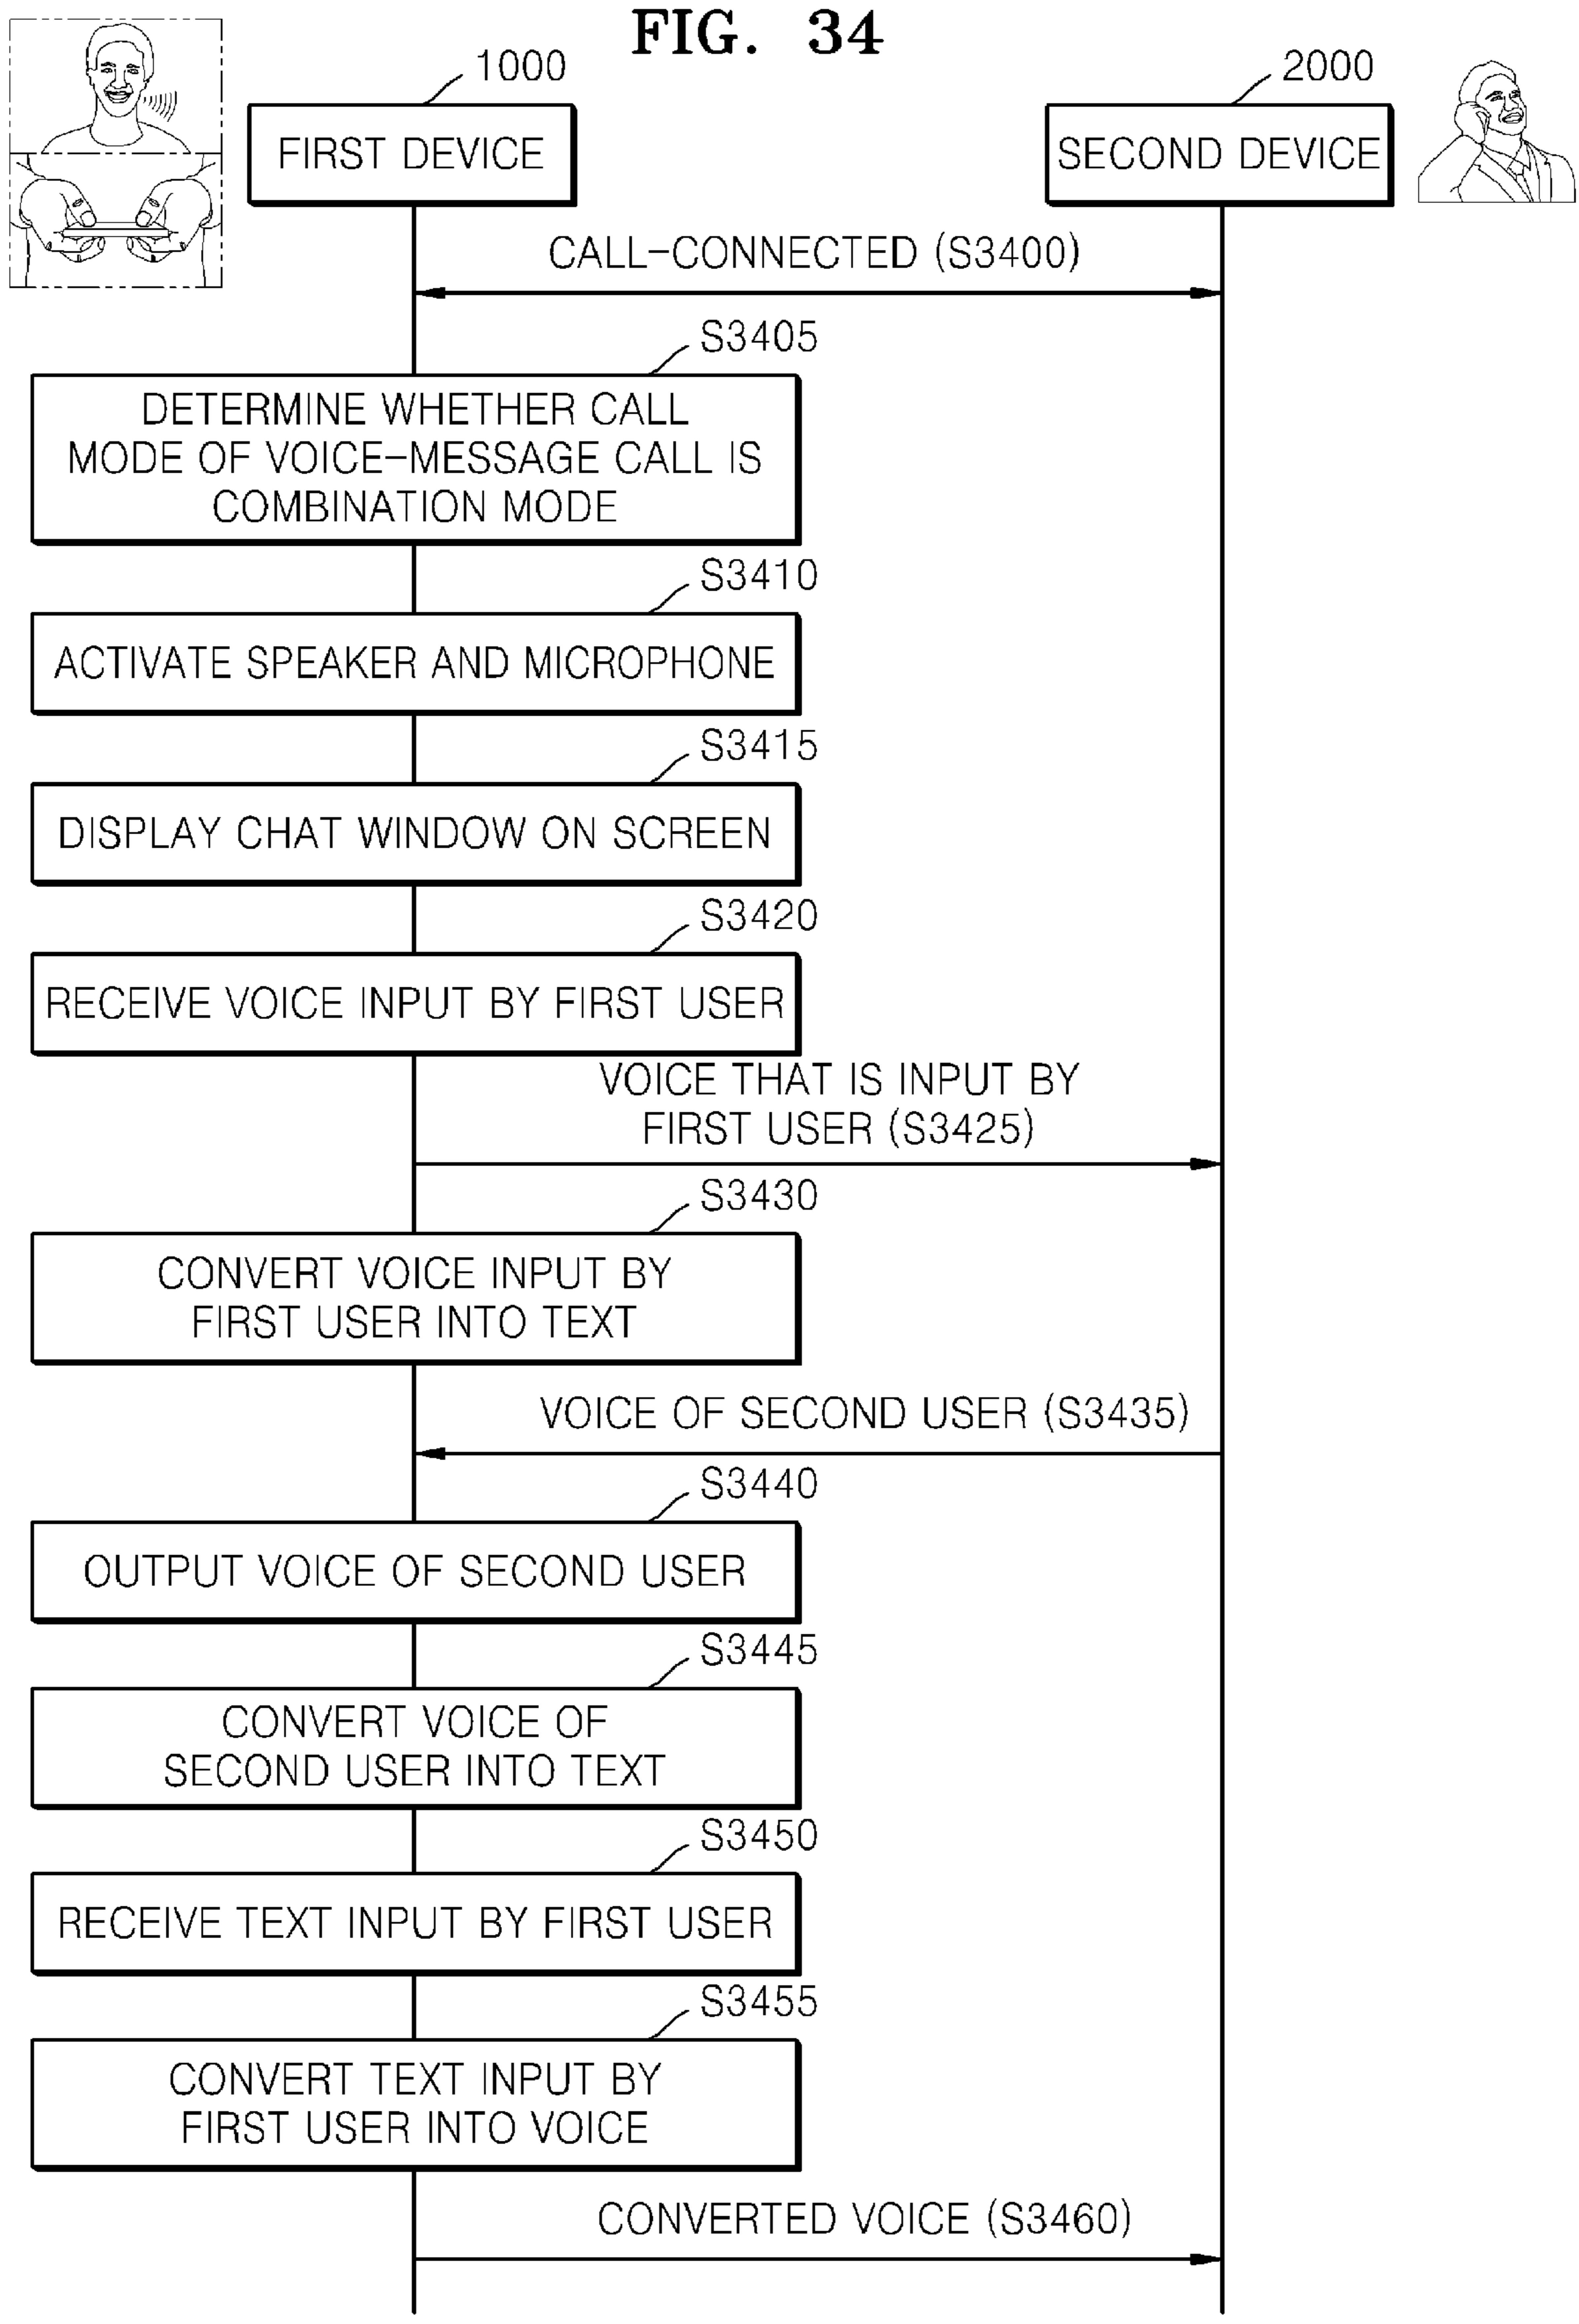 FIG. 34
1000
2000
FIRST DEVICE
SECOND DEVICE
CALL-CONNECTED (S3400)
S3405
DETERMINE WHETHER CALL
MODE OF VOICE-MESSAGE CALL IS
COMBINATION MODE
S3410
ACTIVATE SPEAKER AND MICROPHONE
S3415
DISPLAY CHAT WINDOW ON SCREEN
S3420
RECEIVE VOICE INPUT BY FIRST USER
VOICE THAT IS INPUT BY
FIRST USER (S3425)
S3430
CONVERT VOICE INPUT BY
FIRST USER INTO TEXT
VOICE OF SECOND USER (S3435)
S3440
OUTPUT VOICE OF SECOND USER
S3445
CONVERT VOICE OF
SECOND USER INTO TEXT
S3450
RECEIVE TEXT INPUT BY FIRST USER
S3455
CONVERT TEXT INPUT BY
FIRST USER INTO VOICE
CONVERTED VOICE (S3460)